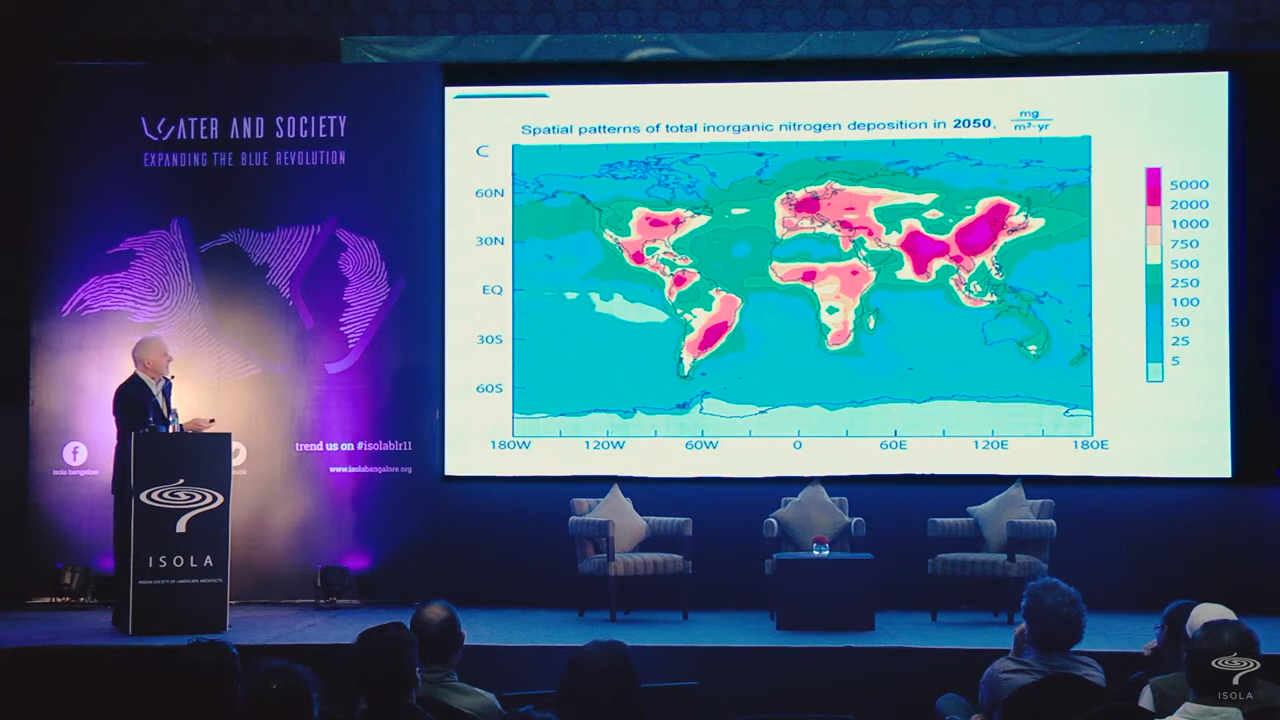 WATER AND SOCIETY
EXPANDING THE BLUE REVOLUTION
trend us on #isolablr11
isola bangalore
www.isolabangalore.org
ISOLA
INDIAN SOCIETY OF LANDSCAPE ARCHITECTS
Spatial patterns of total inorganic nitrogen deposition in 2050, mg
m²·yr
C
60N
30N
EQ
30S
60S
180W 120W 60W 0 60E 120E 180E
5000
2000
1000
750
500
250
100
50
25
5
ISOLA